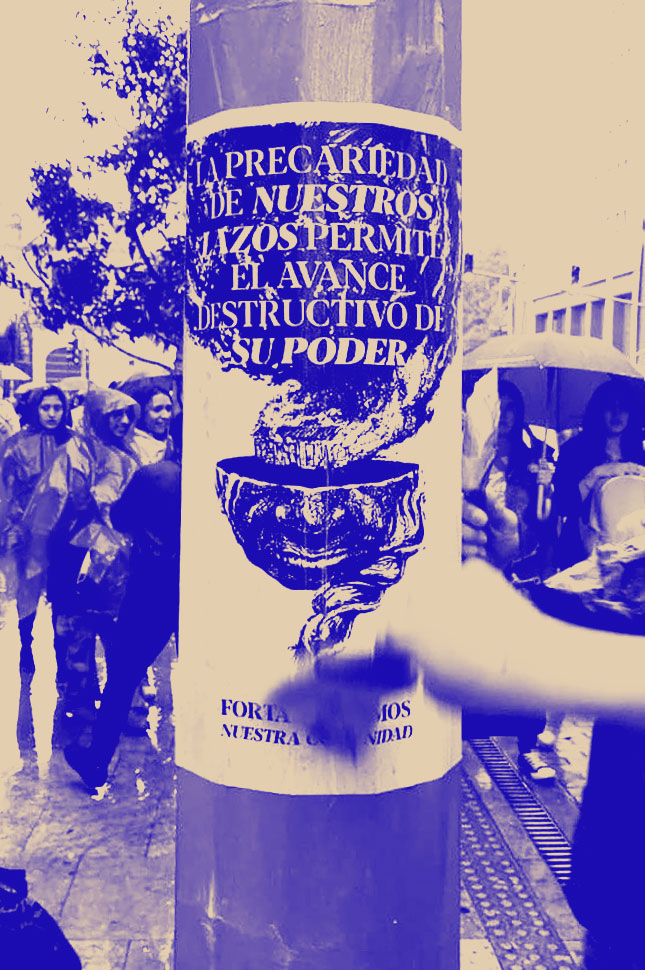 LA PRECARIEDAD
DE NUESTROS
LAZOS PERMITE
EL AVANCE
DESTRUCTIVO DE
SU PODER
NUESTRA